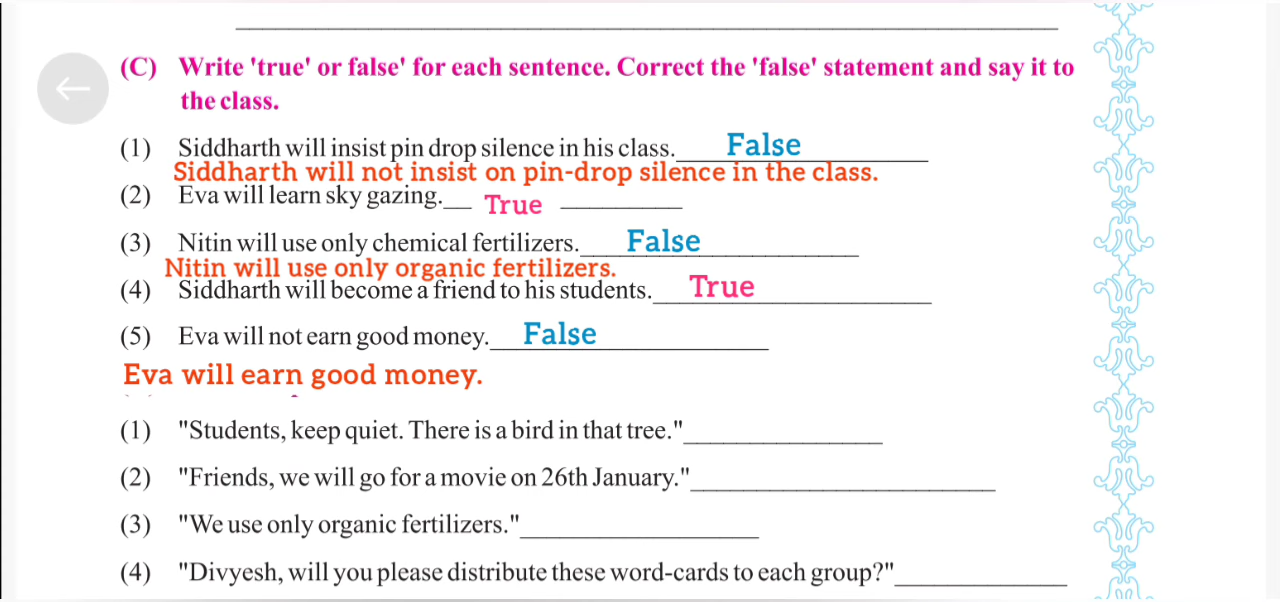 (C) Write 'true' or false' for each sentence. Correct the 'false' statement and say it to
the class.
(1) Siddharth will insist pin drop silence in his class. False
Siddharth will not insist on pin-drop silence in the class.
(2) Eva will learn sky gazing. True
(3) Nitin will use only chemical fertilizers. False
Nitin will use only organic fertilizers.
(4) Siddharth will become a friend to his students. True
(5) Eva will not earn good money. False
Eva will earn good money.
(1) "Students, keep quiet. There is a bird in that tree."
(2) "Friends, we will go for a movie on 26th January."
(3) "We use only organic fertilizers."
(4) "Divyesh, will you please distribute these word-cards to each group?"